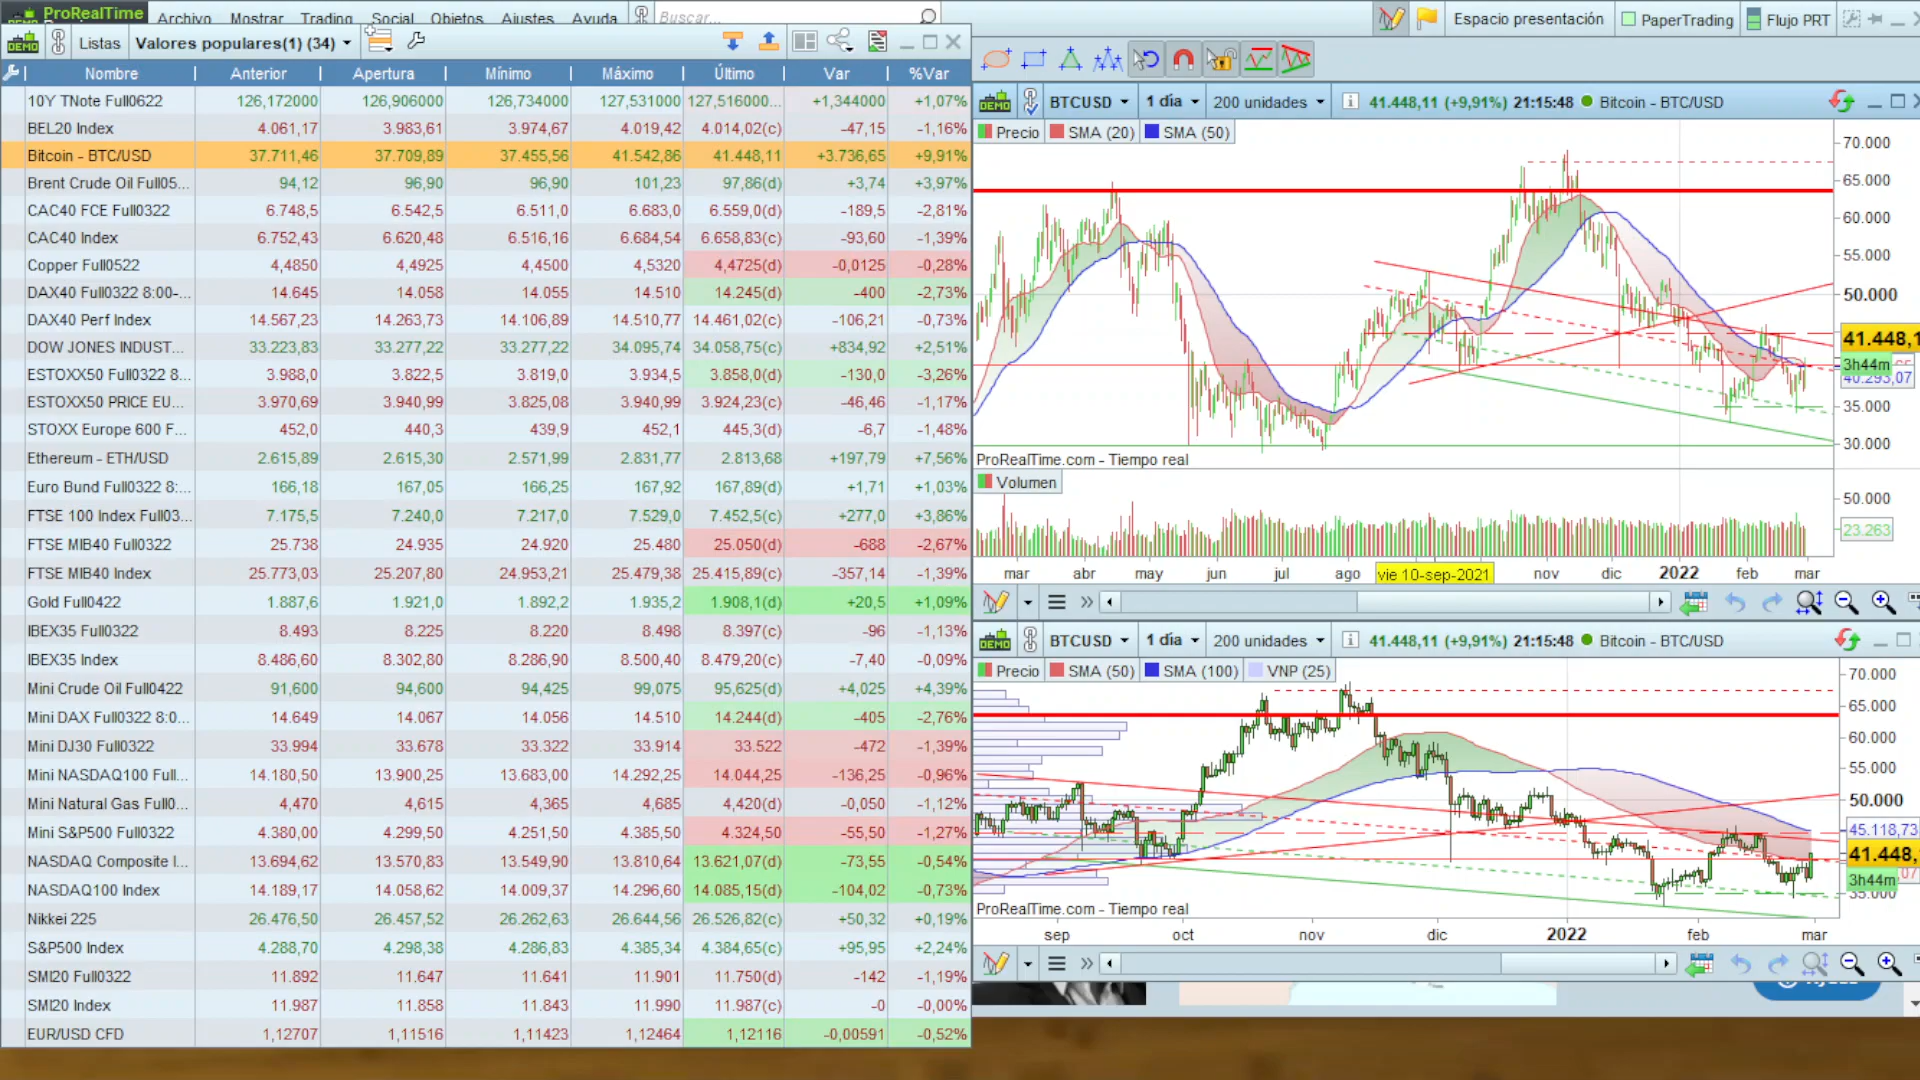 ProRealTime Archivo Mostrar Trading Social Objetos Ajustes Ayuda Buscar...
Espacio presentación PaperTrading Flujo PRT
DEMO Listas Valores populares(1) (34)
Nombre Anterior Apertura Mínimo Máximo Último Var %Var
10Y TNote Full0622 126,172000 126,906000 126,734000 127,531000 127,516000... +1,344000 +1,07%
BEL20 Index 4.061,17 3.983,61 3.974,67 4.019,42 4.014,02(c) -47,15 -1,16%
Bitcoin - BTC/USD 37.711,46 37.709,89 37.455,56 41.542,86 41.448,11 +3.736,65 +9,91%
Brent Crude Oil Full05... 94,12 96,90 96,90 101,23 97,86(d) +3,74 +3,97%
CAC40 FCE Full0322 6.748,5 6.542,5 6.511,0 6.683,0 6.559,0(d) -189,5 -2,81%
CAC40 Index 6.752,43 6.620,48 6.516,16 6.684,54 6.658,83(c) -93,60 -1,39%
Copper Full0522 4,4850 4,4925 4,4500 4,5320 4,4725(d) -0,0125 -0,28%
DAX40 Full0322 8:00-... 14.645 14.058 14.055 14.510 14.245(d) -400 -2,73%
DAX40 Perf Index 14.567,23 14.263,73 14.106,89 14.510,77 14.461,02(c) -106,21 -0,73%
DOW JONES INDUST... 33.223,83 33.277,22 33.277,22 34.095,74 34.058,75(c) +834,92 +2,51%
ESTOXX50 Full0322 8... 3.988,0 3.822,5 3.819,0 3.934,5 3.858,0(d) -130,0 -3,26%
ESTOXX50 PRICE EU... 3.970,69 3.940,99 3.825,08 3.940,99 3.924,23(c) -46,46 -1,17%
STOXX Europe 600 F... 452,0 440,3 439,9 452,1 445,3(d) -6,7 -1,48%
Ethereum - ETH/USD 2.615,89 2.615,30 2.571,99 2.831,77 2.813,68 +197,79 +7,56%
Euro Bund Full0322 8:... 166,18 167,05 166,25 167,92 167,89(d) +1,71 +1,03%
FTSE 100 Index Full03... 7.175,5 7.240,0 7.217,0 7.529,0 7.452,5(c) +277,0 +3,86%
FTSE MIB40 Full0322 25.738 24.935 24.920 25.480 25.050(d) -688 -2,67%
FTSE MIB40 Index 25.773,03 25.207,80 24.953,21 25.479,38 25.415,89(c) -357,14 -1,39%
Gold Full0422 1.887,6 1.921,0 1.892,2 1.935,2 1.908,1(d) +20,5 +1,09%
IBEX35 Full0322 8.493 8.225 8.220 8.498 8.397(c) -96 -1,13%
IBEX35 Index 8.486,60 8.302,80 8.286,90 8.500,40 8.479,20(c) -7,40 -0,09%
Mini Crude Oil Full0422 91,600 94,600 94,425 99,075 95,625(d) +4,025 +4,39%
Mini DAX Full0322 8:0... 14.649 14.067 14.056 14.510 14.244(d) -405 -2,76%
Mini DJ30 Full0322 33.994 33.678 33.322 33.914 33.522 -472 -1,39%
Mini NASDAQ100 Full... 14.180,50 13.900,25 13.683,00 14.292,25 14.044,25 -136,25 -0,96%
Mini Natural Gas Full0... 4,470 4,615 4,365 4,685 4,420(d) -0,050 -1,12%
Mini S&P500 Full0322 4.380,00 4.299,50 4.251,50 4.385,50 4.324,50 -55,50 -1,27%
NASDAQ Composite I... 13.694,62 13.570,83 13.549,90 13.810,64 13.621,07(d) -73,55 -0,54%
NASDAQ100 Index 14.189,17 14.058,62 14.009,37 14.296,60 14.085,15(d) -104,02 -0,73%
Nikkei 225 26.476,50 26.457,52 26.262,63 26.644,56 26.526,82(c) +50,32 +0,19%
S&P500 Index 4.288,70 4.298,38 4.286,83 4.385,34 4.384,65(c) +95,95 +2,24%
SMI20 Full0322 11.892 11.647 11.641 11.901 11.750(d) -142 -1,19%
SMI20 Index 11.987 11.858 11.843 11.990 11.987(c) -0 -0,00%
EUR/USD CFD 1,12707 1,11516 1,11423 1,12464 1,12116 -0,00591 -0,52%
DEMO BTCUSD 1 día 200 unidades i 41.448,11 (+9,91%) 21:15:48 Bitcoin - BTC/USD
Precio SMA (20) SMA (50)
70.000
65.000
60.000
55.000
50.000
41.448,1
3h44m
40.293,07
35.000
30.000
ProRealTime.com - Tiempo real
Volumen
50.000
23.263
mar abr may jun jul ago vie 10-sep-2021 nov dic 2022 feb mar
DEMO BTCUSD 1 día 200 unidades i 41.448,11 (+9,91%) 21:15:48 Bitcoin - BTC/USD
Precio SMA (50) SMA (100) VNP (25)
70.000
65.000
60.000
55.000
50.000
45.118,73
41.448,
3h44m 07
35.000
ProRealTime.com - Tiempo real
sep oct nov dic 2022 feb mar